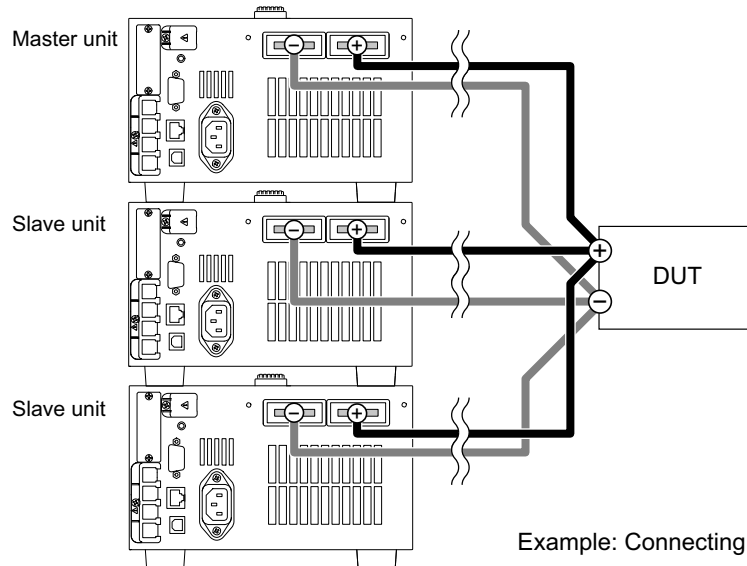 Master unit
− +
Slave unit
− +
+
DUT
−
Slave unit
− +
Example: Connecting